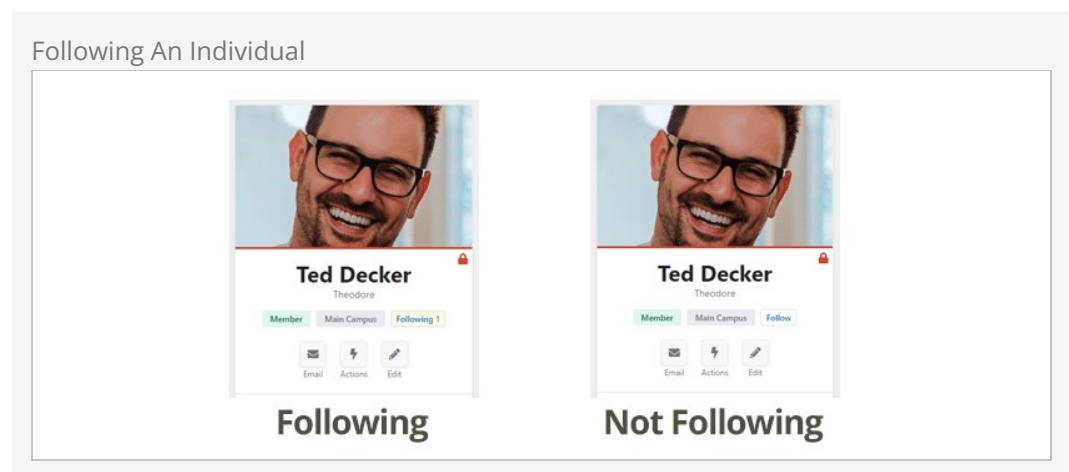 Following An Individual
Ted Decker
Theodore
Member Main Campus Following 1
Email Actions Edit
Following
Ted Decker
Theodore
Member Main Campus Follow
Email Actions Edit
Not Following